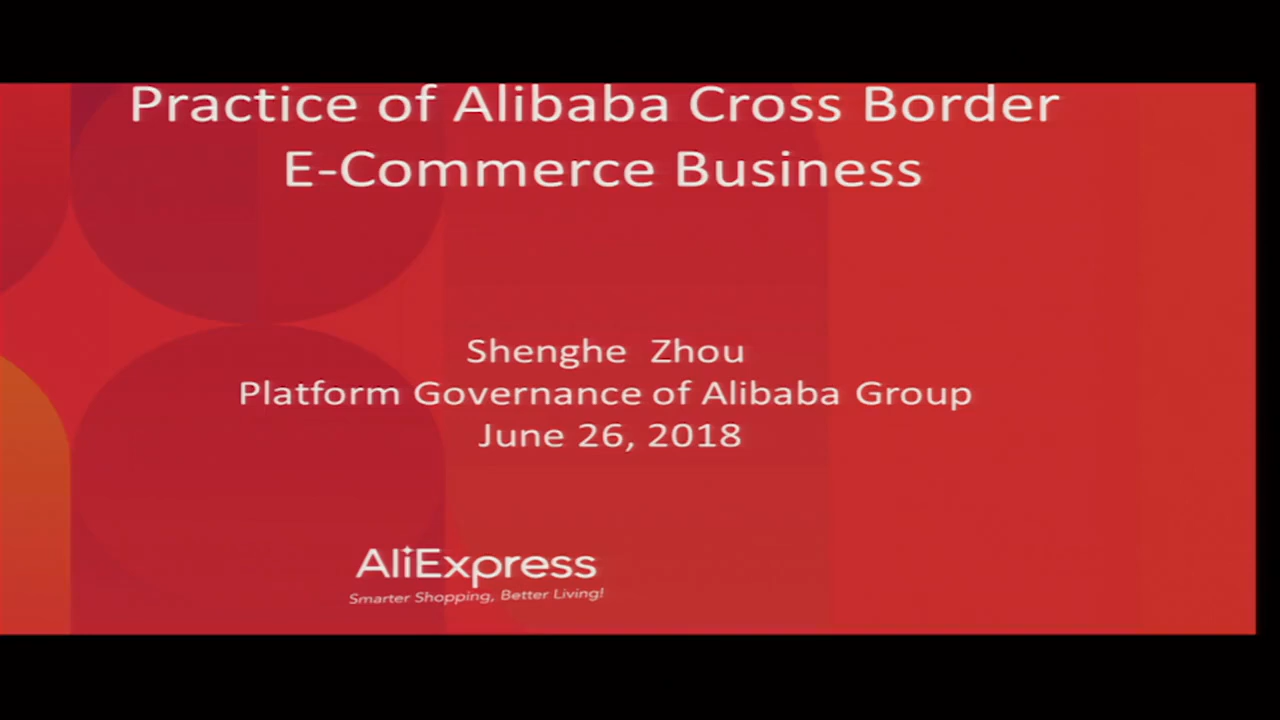 Practice of Alibaba Cross Border
E-Commerce Business
Shenghe Zhou
Platform Governance of Alibaba Group
June 26, 2018
AliExpress
Smarter Shopping, Better Living!